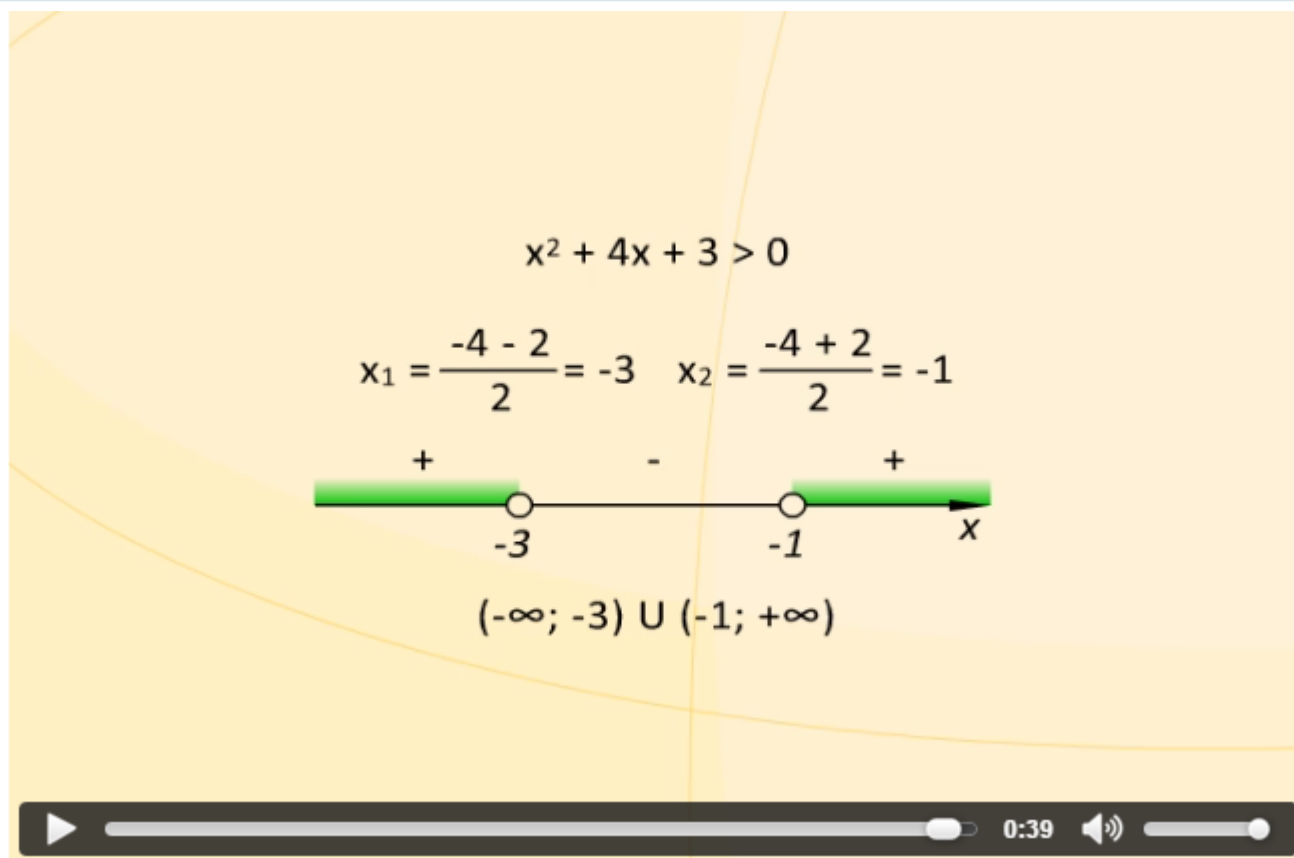 x² + 4x + 3 > 0
x₁ = (-4 - 2)/2 = -3 x₂ = (-4 + 2)/2 = -1
+ - +
-3 -1 x
(-∞; -3) U (-1; +∞)
0:39